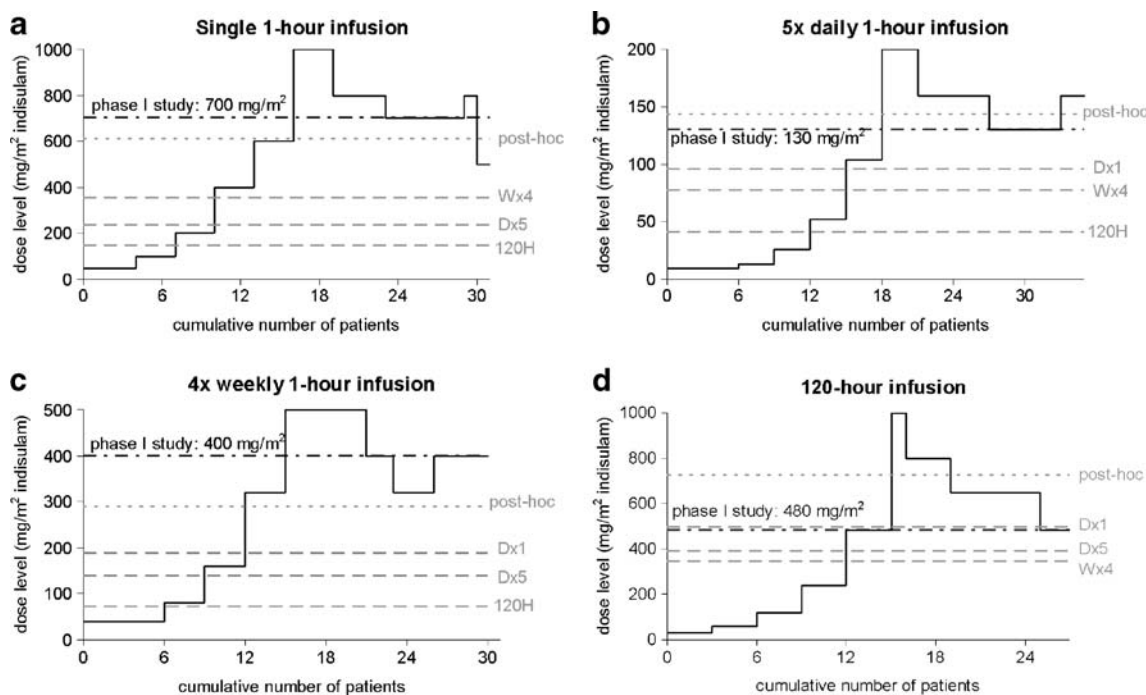 a
Single 1-hour infusion
dose level (mg/m² indisulam)
1000
800
600
400
200
0
phase I study: 700 mg/m²
post-hoc
Wx4
Dx5
120H
0 6 12 18 24 30
cumulative number of patients
b
5x daily 1-hour infusion
dose level (mg/m² indisulam)
200
150
100
50
0
post-hoc
phase I study: 130 mg/m²
Dx1
Wx4
120H
0 6 12 18 24 30
cumulative number of patients
c
4x weekly 1-hour infusion
dose level (mg/m² indisulam)
500
400
300
200
100
0
phase I study: 400 mg/m²
post-hoc
Dx1
Dx5
120H
0 6 12 18 24 30
cumulative number of patients
d
120-hour infusion
dose level (mg/m² indisulam)
1000
800
600
400
200
0
post-hoc
phase I study: 480 mg/m²
Dx1
Dx5
Wx4
0 6 12 18 24
cumulative number of patients